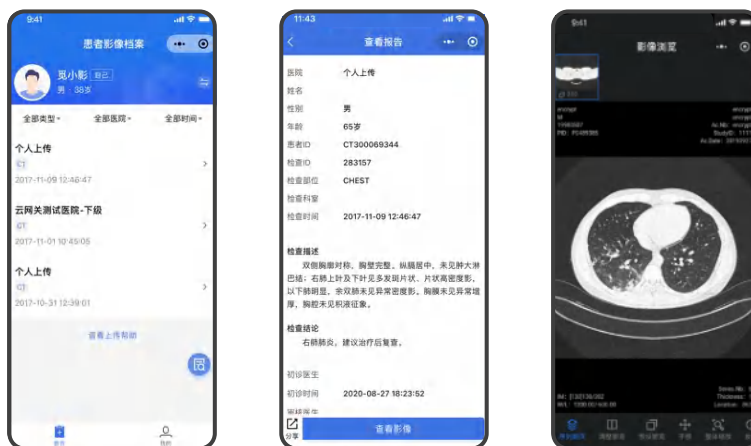 9:41
患者影像档案
觅小影 自己
男 38岁
全部类型
全部医院
全部时间
个人上传
CT
2017-11-09 12:46:47
云网关测试医院-下级
CT
2017-11-01 10:45:05
个人上传
CT
2017-10-31 12:39:01
查看上传帮助
我的
11:43
查看报告
医院 个人上传
姓名
性别 男
年龄 65岁
患者ID CT300069344
检查ID 283157
检查部位 CHEST
检查科室
检查时间 2017-11-09 12:46:47
检查描述
双侧胸廓对称，胸壁完整。纵膈居中，未见肿大淋
巴结；右肺上叶及下叶见多发斑片状、片状高密度影，
以下肺明显，余双肺未见异常密度影。胸膜未见异常增
厚，胸腔未见积液征象。
检查结论
右肺肺炎，建议治疗后复查。
初诊医生
初诊时间 2020-08-27 18:23:52
审核医生
分享
查看影像
9:41
影像浏览
encrypt
M